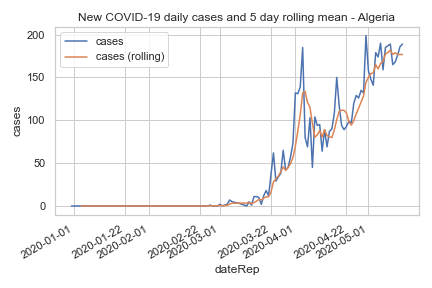 New COVID-19 daily cases and 5 day rolling mean - Algeria
cases
cases (rolling)
200
150
100
50
0
cases
2020-01-01
2020-01-22
2020-02-01
2020-02-22
2020-03-01
2020-03-22
2020-04-01
2020-04-22
2020-05-01
dateRep